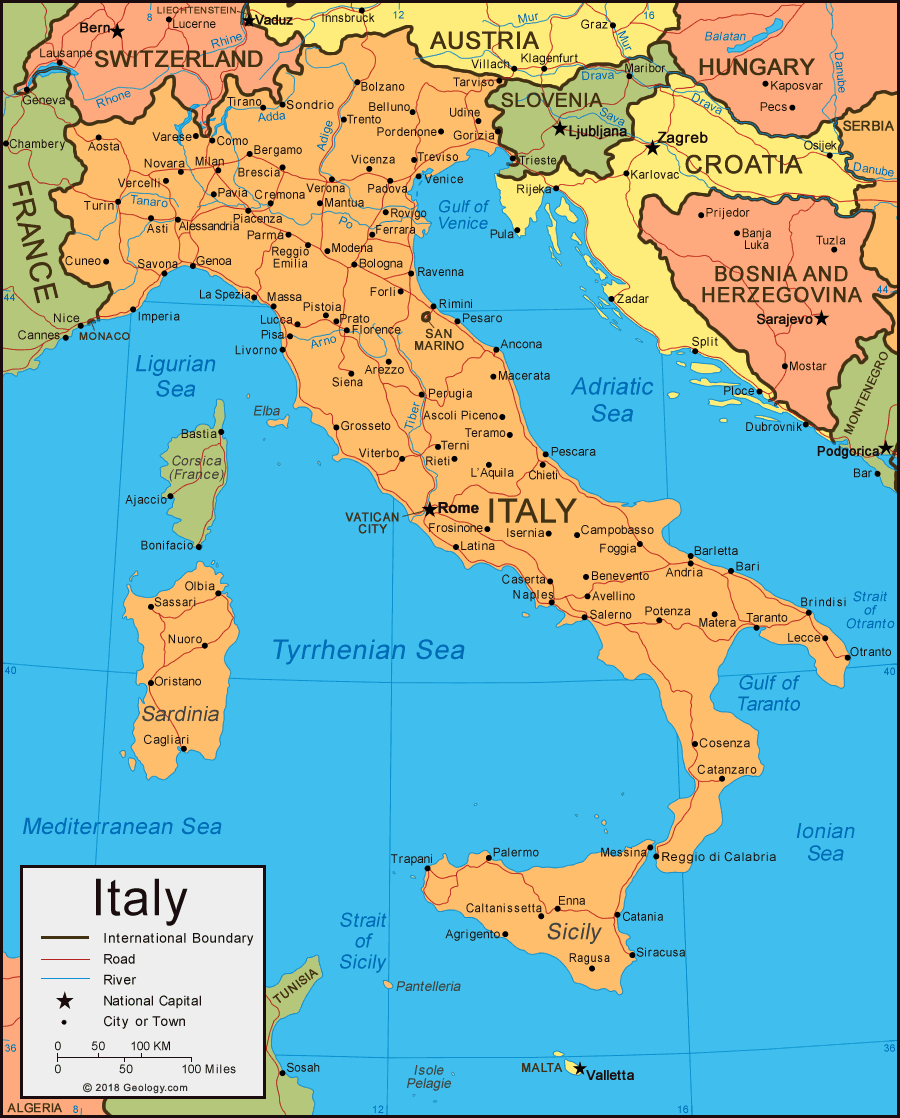 8
LIECHTENSTEIN
Lucerne
Vaduz
Innsbruck
12
Mur
Graz
16
Bern
SWITZERLAND
Rhine
AUSTRIA
Mur
Balatan
Lausanne
Villach
Klagenfurt
Maribor
HUNGARY
Danube
Geneva
Rhone
Tirano
Sondrio
Adda
Bolzano
Tarviso
Drava
Kaposvar
Belluno
Udine
SLOVENIA
Drava
Pecs
Chambery
Aosta
Varese
Como
Adige
Trento
Pordenone
Gorizia
Sava
Ljubljana
Zagreb
SERBIA
Novara
Milan
Bergamo
Brescia
Vicenza
Treviso
Trieste
CROATIA
Osijek
Danube
Vercelli
Pavia
Cremona
Verona
Padova
Venice
Rijeka
Karlovac
FRANCE
Turin
Tanaro
Asti
Alessandria
Piacenza
Mantua
Po
Rovigo
Ferrara
Gulf of
Venice
Pula
Prijedor
Banja
Luka
Tuzla
Parma
Reggio
Emilia
Modena
Bologna
Cuneo
Savona
Genoa
Ravenna
BOSNIA AND
HERZEGOVINA
44
La Spezia
Massa
Forli
Rimini
Zadar
44
Nice
Imperia
Pistoia
Lucca
Prato
Pesaro
Sarajevo
Cannes
MONACO
Pisa
Florence
Arno
SAN
MARINO
Livorno
Ancona
Split
Ligurian
Sea
Siena
Arezzo
Macerata
Mostar
MONTENEGRO
Adriatic
Sea
Perugia
Ploce
Elba
Tiber
Ascoli Piceno
Bastia
Grosseto
Teramo
Dubrovnik
Corsica
(France)
Viterbo
Terni
Rieti
L'Aquila
Pescara
Chieti
Podgorica
Bar
Ajaccio
VATICAN
CITY
Rome
ITALY
Frosinone
Isernia
Campobasso
Bonifacio
Latina
Foggia
Barletta
Andria
Bari
Olbia
Sassari
Caserta
Naples
Benevento
Avellino
Salerno
Potenza
Matera
Taranto
Brindisi
Strait
of
Otranto
Nuoro
Tyrrhenian Sea
Lecce
Otranto
40
40
Oristano
Gulf of
Taranto
Sardinia
Cagliari
Cosenza
Catanzaro
Mediterranean Sea
Ionian
Sea
Trapani
Palermo
Messina
Reggio di Calabria
Caltanissetta
Enna
Catania
Strait
of
Sicily
Agrigento
Sicily
Siracusa
Ragusa
TUNISIA
Pantelleria
36
36
Sosah
Isole
Pelagie
MALTA
Valletta
ALGERIA
8
12
16
Italy
International Boundary
Road
River
National Capital
City or Town
0 50 100 KM
0 50 100 Miles
© 2018 Geology.com